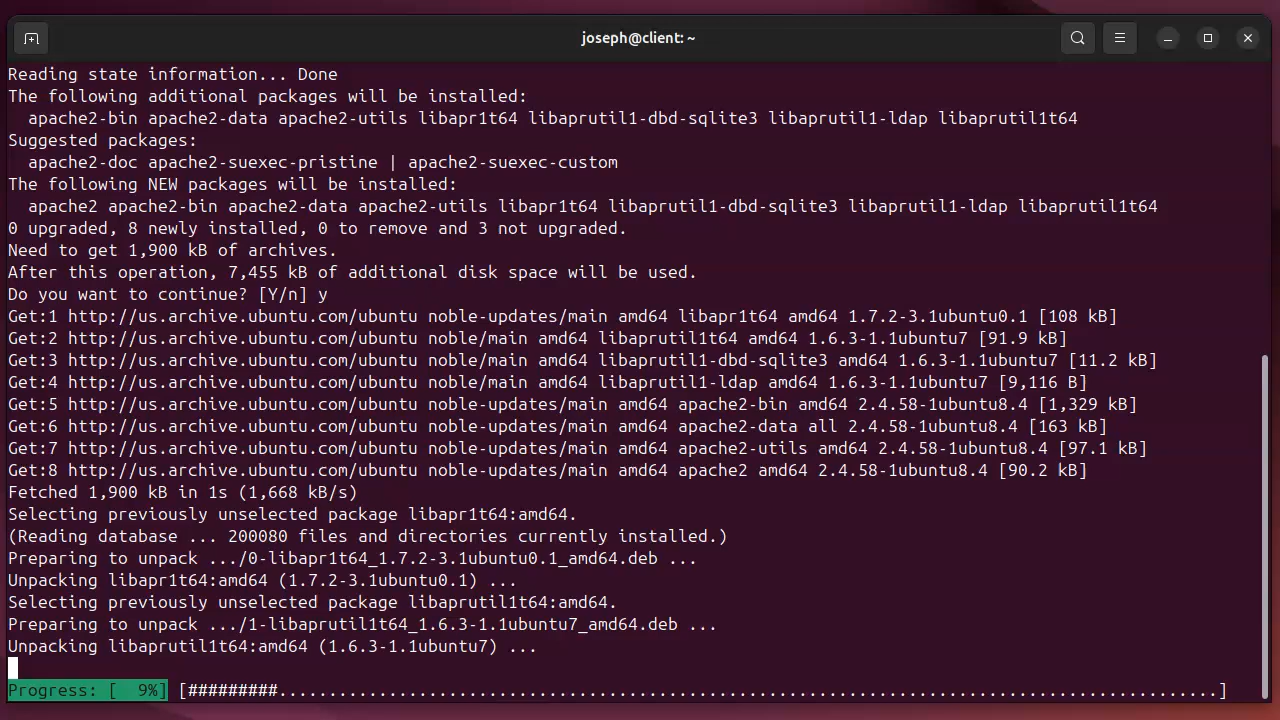 joseph@client: ~
Reading state information... Done
The following additional packages will be installed:
  apache2-bin apache2-data apache2-utils libapr1t64 libaprutil1-dbd-sqlite3 libaprutil1-ldap libaprutil1t64
Suggested packages:
  apache2-doc apache2-suexec-pristine | apache2-suexec-custom
The following NEW packages will be installed:
  apache2 apache2-bin apache2-data apache2-utils libapr1t64 libaprutil1-dbd-sqlite3 libaprutil1-ldap libaprutil1t64
0 upgraded, 8 newly installed, 0 to remove and 3 not upgraded.
Need to get 1,900 kB of archives.
After this operation, 7,455 kB of additional disk space will be used.
Do you want to continue? [Y/n] y
Get:1 http://us.archive.ubuntu.com/ubuntu noble-updates/main amd64 libapr1t64 amd64 1.7.2-3.1ubuntu0.1 [108 kB]
Get:2 http://us.archive.ubuntu.com/ubuntu noble/main amd64 libaprutil1t64 amd64 1.6.3-1.1ubuntu7 [91.9 kB]
Get:3 http://us.archive.ubuntu.com/ubuntu noble/main amd64 libaprutil1-dbd-sqlite3 amd64 1.6.3-1.1ubuntu7 [11.2 kB]
Get:4 http://us.archive.ubuntu.com/ubuntu noble/main amd64 libaprutil1-ldap amd64 1.6.3-1.1ubuntu7 [9,116 B]
Get:5 http://us.archive.ubuntu.com/ubuntu noble-updates/main amd64 apache2-bin amd64 2.4.58-1ubuntu8.4 [1,329 kB]
Get:6 http://us.archive.ubuntu.com/ubuntu noble-updates/main amd64 apache2-data all 2.4.58-1ubuntu8.4 [163 kB]
Get:7 http://us.archive.ubuntu.com/ubuntu noble-updates/main amd64 apache2-utils amd64 2.4.58-1ubuntu8.4 [97.1 kB]
Get:8 http://us.archive.ubuntu.com/ubuntu noble-updates/main amd64 apache2 amd64 2.4.58-1ubuntu8.4 [90.2 kB]
Fetched 1,900 kB in 1s (1,668 kB/s)
Selecting previously unselected package libapr1t64:amd64.
(Reading database ... 200080 files and directories currently installed.)
Preparing to unpack .../0-libapr1t64_1.7.2-3.1ubuntu0.1_amd64.deb ...
Unpacking libapr1t64:amd64 (1.7.2-3.1ubuntu0.1) ...
Selecting previously unselected package libaprutil1t64:amd64.
Preparing to unpack .../1-libaprutil1t64_1.6.3-1.1ubuntu7_amd64.deb ...
Unpacking libaprutil1t64:amd64 (1.6.3-1.1ubuntu7) ...
Progress: [  9%] [#########..............................................................................................]